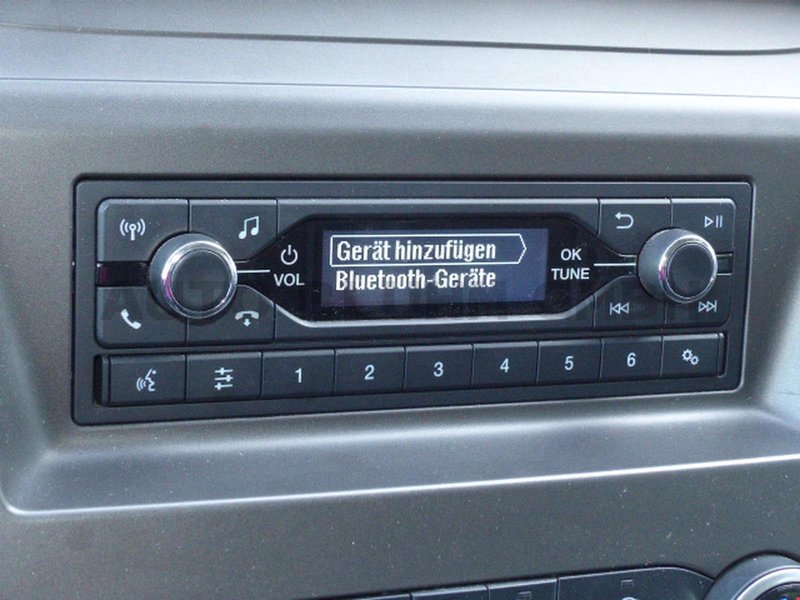 Gerät hinzufügen
Bluetooth-Geräte
VOL
OK
TUNE
1 2 3 4 5 6